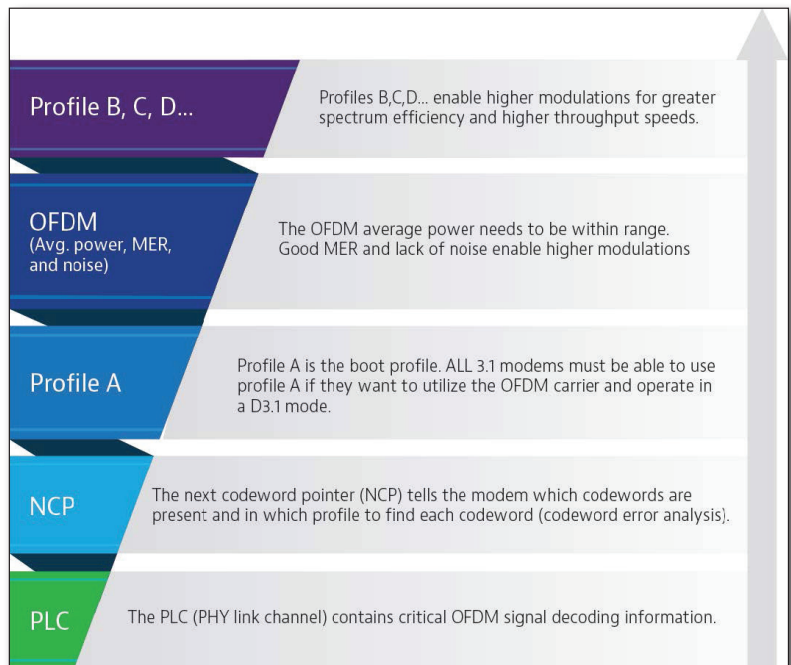 Profile B, C, D...
Profiles B,C,D... enable higher modulations for greater
spectrum efficiency and higher throughput speeds.
OFDM
(Avg. power, MER,
and noise)
The OFDM average power needs to be within range.
Good MER and lack of noise enable higher modulations
Profile A
Profile A is the boot profile. ALL 3.1 modems must be able to use
profile A if they want to utilize the OFDM carrier and operate in
a D3.1 mode.
NCP
The next codeword pointer (NCP) tells the modem which codewords are
present and in which profile to find each codeword (codeword error analysis).
PLC
The PLC (PHY link channel) contains critical OFDM signal decoding information.